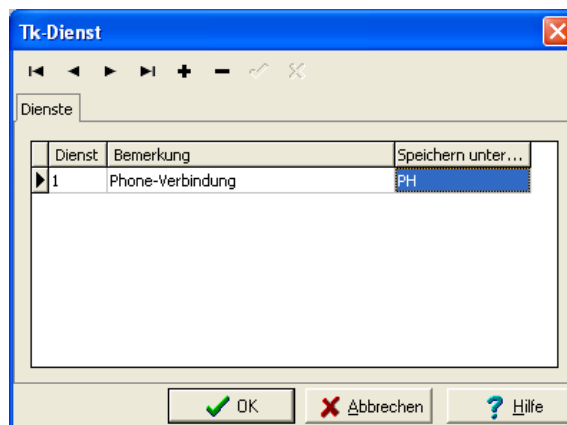 Tk-Dienst
Dienste
Dienst Bemerkung Speichern unter...
1 Phone-Verbindung PH
OK Abbrechen Hilfe